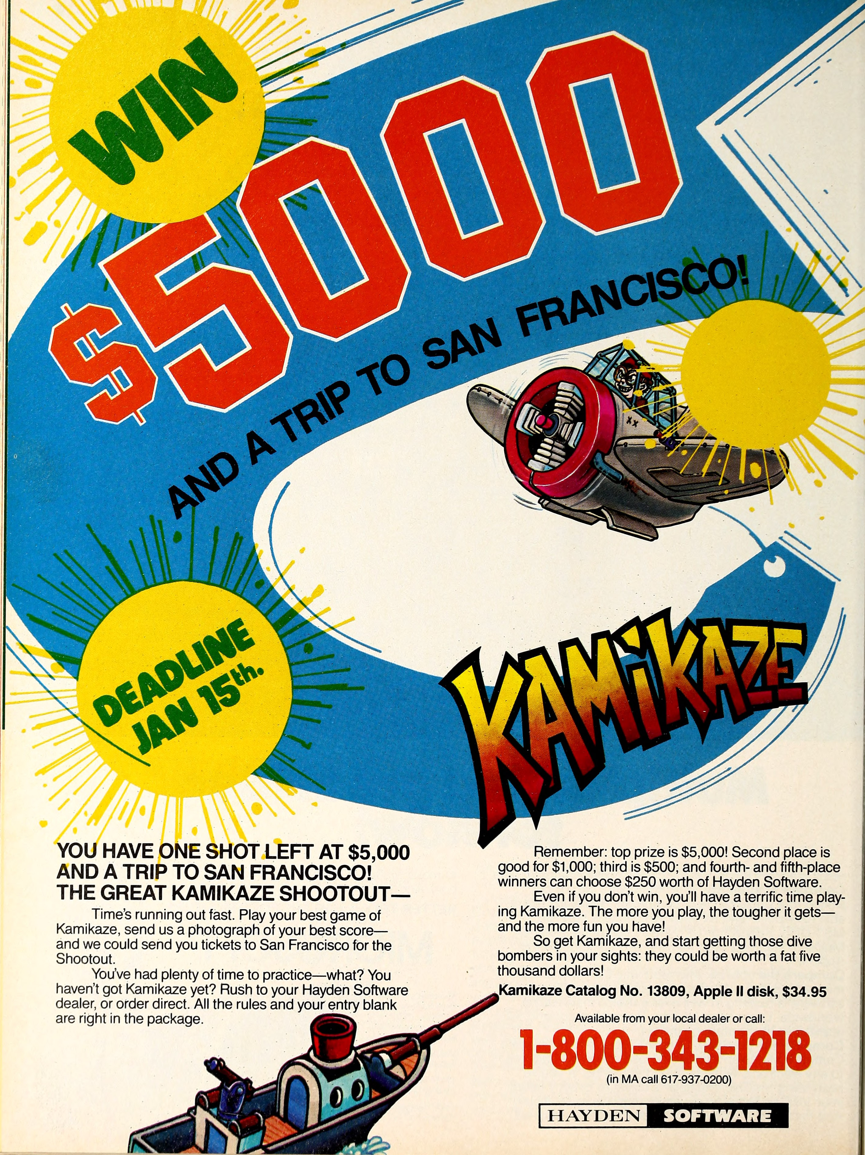 WIN
$5000
AND A TRIP TO SAN FRANCISCO!
DEADLINE
JAN 15th.
KAMiKAZE
YOU HAVE ONE SHOT LEFT AT $5,000
AND A TRIP TO SAN FRANCISCO!
THE GREAT KAMIKAZE SHOOTOUT—
Time's running out fast. Play your best game of
Kamikaze, send us a photograph of your best score—
and we could send you tickets to San Francisco for the
Shootout.
You've had plenty of time to practice—what? You
haven't got Kamikaze yet? Rush to your Hayden Software
dealer, or order direct. All the rules and your entry blank
are right in the package.
Remember: top prize is $5,000! Second place is
good for $1,000; third is $500; and fourth- and fifth-place
winners can choose $250 worth of Hayden Software.
Even if you don't win, you'll have a terrific time play-
ing Kamikaze. The more you play, the tougher it gets—
and the more fun you have!
So get Kamikaze, and start getting those dive
bombers in your sights: they could be worth a fat five
thousand dollars!
Kamikaze Catalog No. 13809, Apple II disk, $34.95
Available from your local dealer or call:
1-800-343-1218
(in MA call 617-937-0200)
HAYDEN SOFTWARE